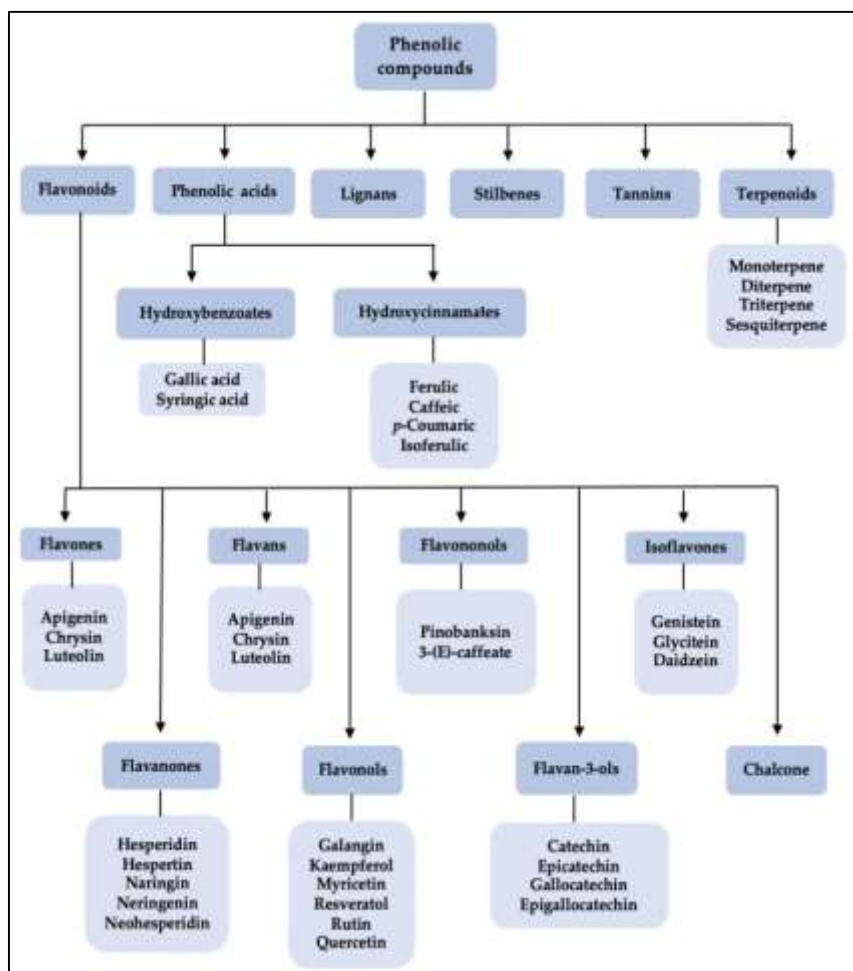 Phenolic
compounds
Flavonoids
Phenolic acids
Lignans
Stilbenes
Tannins
Terpenoids
Monoterpene
Diterpene
Triterpene
Sesquiterpene
Hydroxybenzoates
Hydroxycinnamates
Gallic acid
Syringic acid
Ferulic
Caffeic
p-Coumaric
Isoferulic
Flavones
Flavans
Flavononols
Isoflavones
Apigenin
Chrysin
Luteolin
Apigenin
Chrysin
Luteolin
Pinobanksin
3-(E)-caffeate
Genistein
Glycitein
Daidzein
Flavanones
Flavonols
Flavan-3-ols
Chalcone
Hesperidin
Hespertin
Naringin
Neringenin
Neohesperidin
Galangin
Kaempferol
Myricetin
Resveratol
Rutin
Quercetin
Catechin
Epicatechin
Gallocatechin
Epigallocatechin